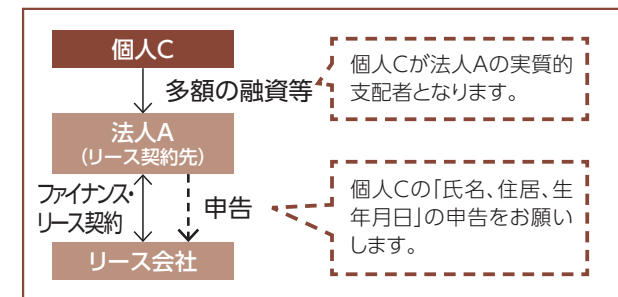 個人C
多額の融資等
個人Cが法人Aの実質的
支配者となります。
法人A
(リース契約先)
ファイナンス・
リース契約
申告
個人Cの「氏名、住居、生
年月日」の申告をお願い
します。
リース会社